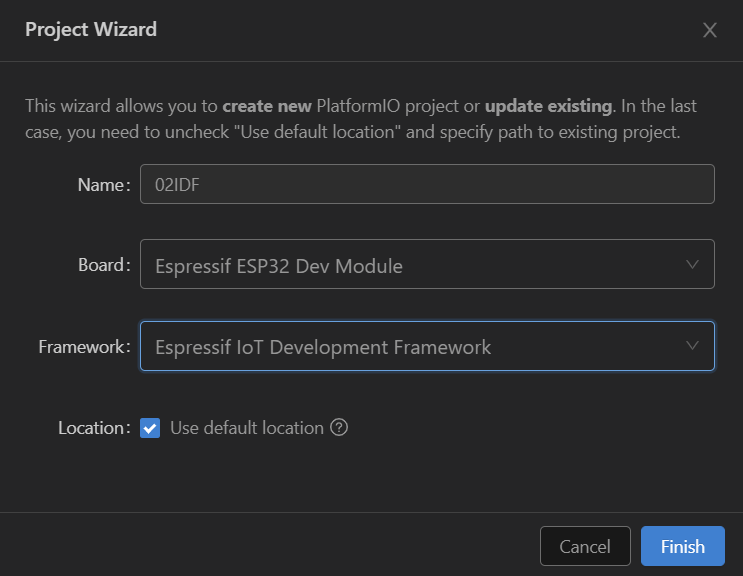 Project Wizard
This wizard allows you to create new PlatformIO project or update existing. In the last
case, you need to uncheck "Use default location" and specify path to existing project.
Name: 02IDF
Board: Espressif ESP32 Dev Module
Framework: Espressif IoT Development Framework
Location: Use default location ?
Cancel Finish